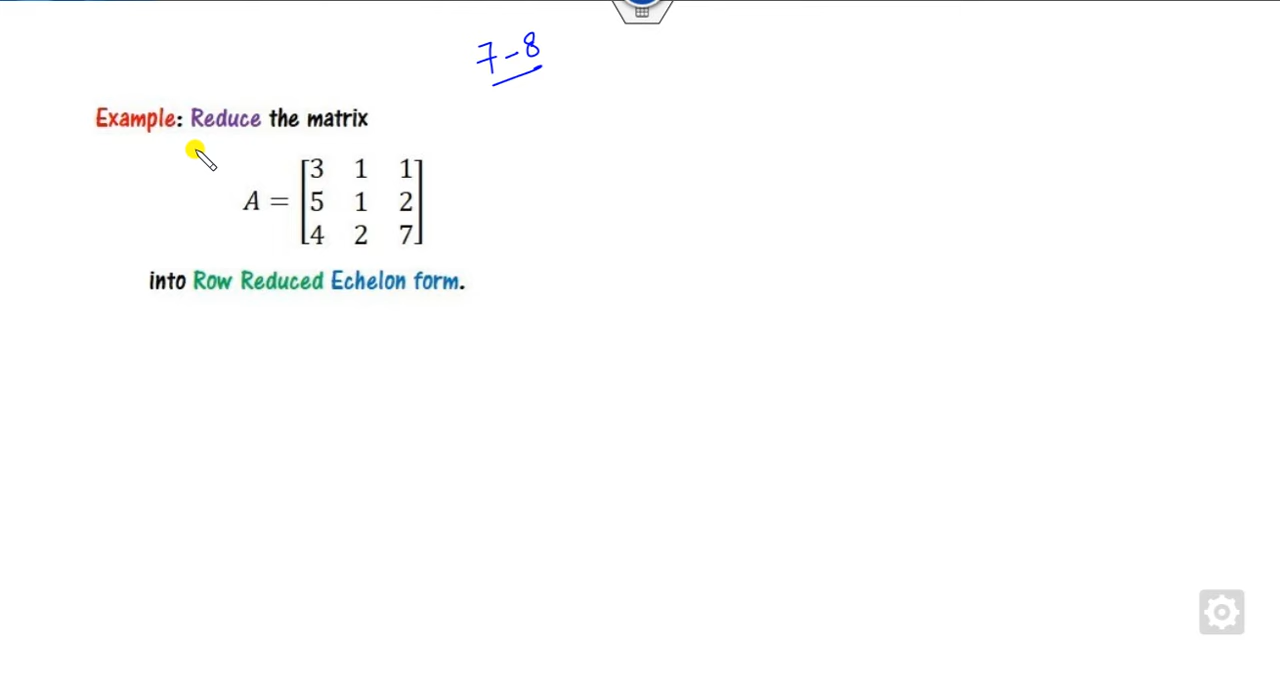 7-8
Example: Reduce the matrix
A = [3 1 1
5 1 2
4 2 7]
into Row Reduced Echelon form.